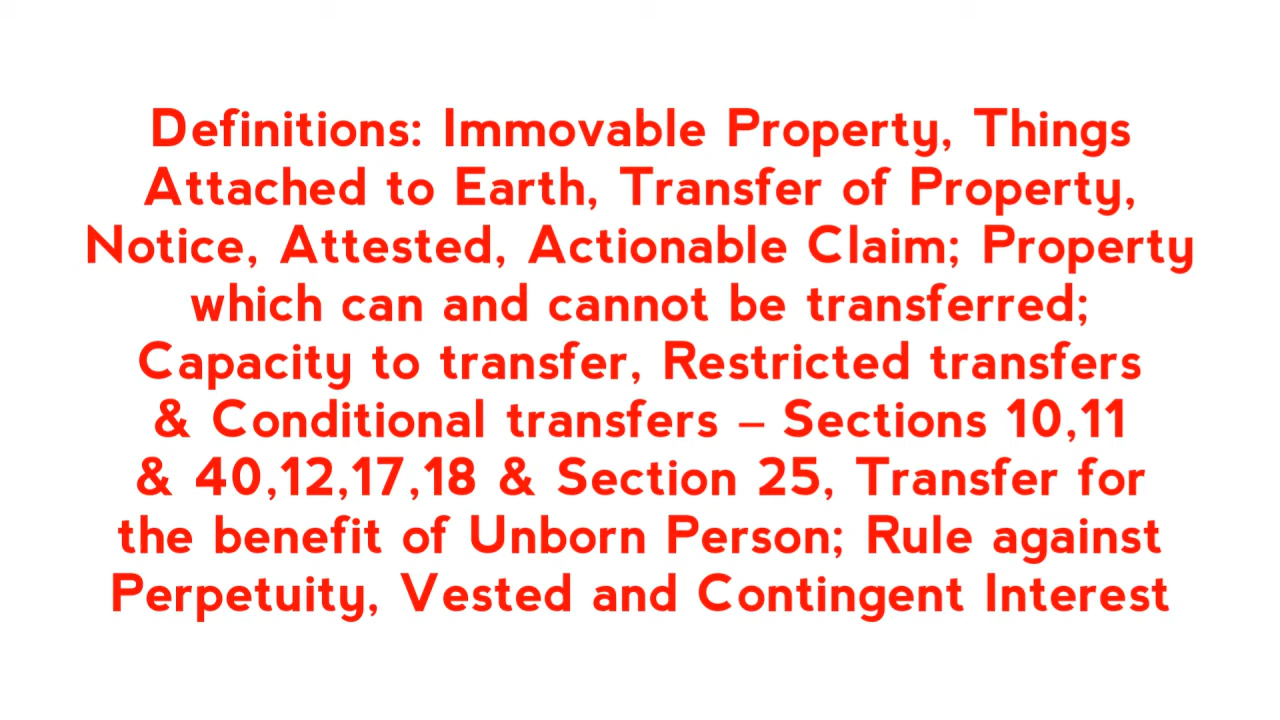 Definitions: Immovable Property, Things
Attached to Earth, Transfer of Property,
Notice, Attested, Actionable Claim; Property
which can and cannot be transferred;
Capacity to transfer, Restricted transfers
& Conditional transfers – Sections 10,11
& 40,12,17,18 & Section 25, Transfer for
the benefit of Unborn Person; Rule against
Perpetuity, Vested and Contingent Interest